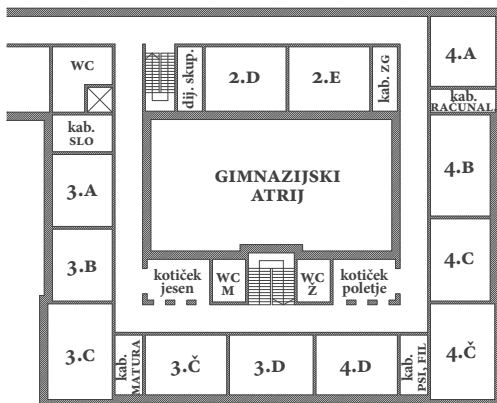 WC
dij. skup.
2.D
2.E
kab. ZG
4.A
kab.
RAČUNAL.
kab.
SLO
3.A
GIMNAZIJSKI
ATRIJ
4.B
3.B
kotiček
jesen
WC
M
WC
Ž
kotiček
poletje
4.C
3.C
kab.
MATURA
3.Č
3.D
4.D
kab.
PSI, FIL
4.Č